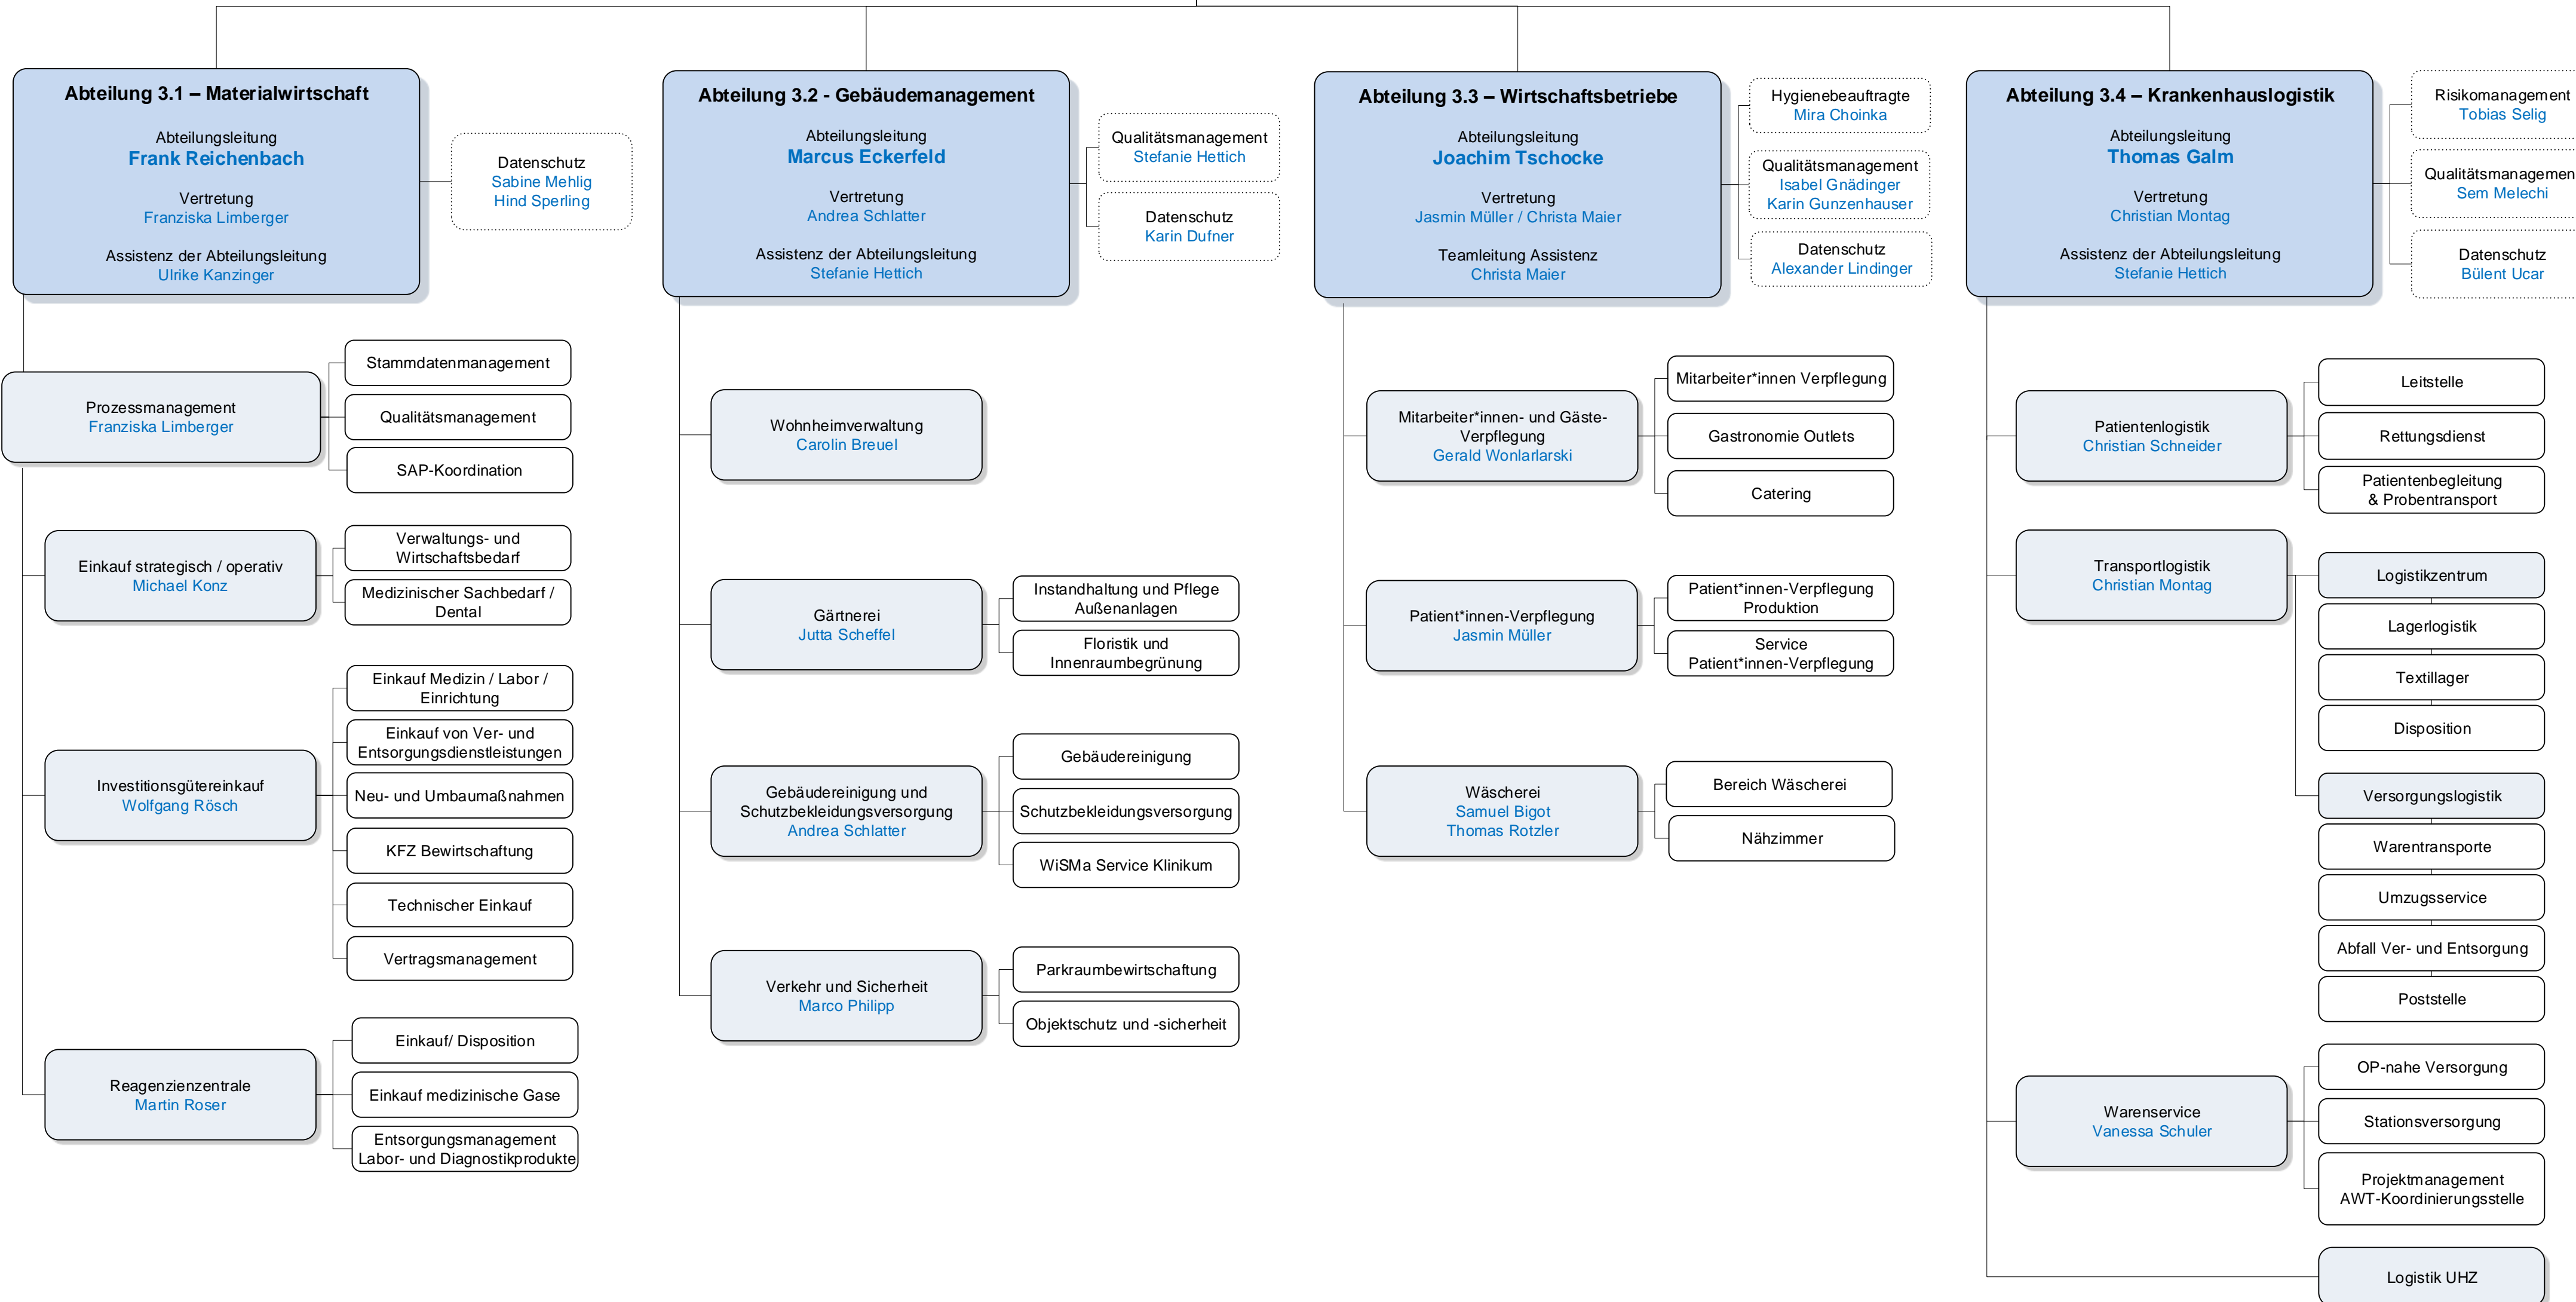 Abteilung 3.1 – Materialwirtschaft
Abteilungsleitung
Frank Reichenbach
Vertretung
Franziska Limberger
Assistenz der Abteilungsleitung
Ulrike Kanzinger
Datenschutz
Sabine Mehlig
Hind Sperling
Prozessmanagement
Franziska Limberger
Stammdatenmanagement
Qualitätsmanagement
SAP-Koordination
Einkauf strategisch / operativ
Michael Konz
Verwaltungs- und
Wirtschaftsbedarf
Medizinischer Sachbedarf /
Dental
Investitionsgütereinkauf
Wolfgang Rösch
Einkauf Medizin / Labor /
Einrichtung
Einkauf von Ver- und
Entsorgungsdienstleistungen
Neu- und Umbaumaßnahmen
KFZ Bewirtschaftung
Technischer Einkauf
Vertragsmanagement
Reagenzienzentrale
Martin Roser
Einkauf/ Disposition
Einkauf medizinische Gase
Entsorgungsmanagement
Labor- und Diagnostikprodukte
Abteilung 3.2 - Gebäudemanagement
Abteilungsleitung
Marcus Eckerfeld
Vertretung
Andrea Schlatter
Assistenz der Abteilungsleitung
Stefanie Hettich
Qualitätsmanagement
Stefanie Hettich
Datenschutz
Karin Dufner
Wohnheimverwaltung
Carolin Breuel
Gärtnerei
Jutta Scheffel
Instandhaltung und Pflege
Außenanlagen
Floristik und
Innenraumbegrünung
Gebäudereinigung und
Schutzbekleidungsversorgung
Andrea Schlatter
Gebäudereinigung
Schutzbekleidungsversorgung
WiSMa Service Klinikum
Verkehr und Sicherheit
Marco Philipp
Parkraumbewirtschaftung
Objektschutz und -sicherheit
Abteilung 3.3 – Wirtschaftsbetriebe
Abteilungsleitung
Joachim Tschocke
Vertretung
Jasmin Müller / Christa Maier
Teamleitung Assistenz
Christa Maier
Hygienebeauftragte
Mira Choinka
Qualitätsmanagement
Isabel Gnädinger
Karin Gunzenhauser
Datenschutz
Alexander Lindinger
Mitarbeiter*innen- und Gäste-
Verpflegung
Gerald Wonlarlarski
Mitarbeiter*innen Verpflegung
Gastronomie Outlets
Catering
Patient*innen-Verpflegung
Jasmin Müller
Patient*innen-Verpflegung
Produktion
Service
Patient*innen-Verpflegung
Wäscherei
Samuel Bigot
Thomas Rotzler
Bereich Wäscherei
Nähzimmer
Abteilung 3.4 – Krankenhauslogistik
Abteilungsleitung
Thomas Galm
Vertretung
Christian Montag
Assistenz der Abteilungsleitung
Stefanie Hettich
Risikomanagement
Tobias Selig
Qualitätsmanagemen
Sem Melechi
Datenschutz
Bülent Ucar
Patientenlogistik
Christian Schneider
Leitstelle
Rettungsdienst
Patientenbegleitung
& Probentransport
Transportlogistik
Christian Montag
Logistikzentrum
Lagerlogistik
Textillager
Disposition
Versorgungslogistik
Warentransporte
Umzugsservice
Abfall Ver- und Entsorgung
Poststelle
Warenservice
Vanessa Schuler
OP-nahe Versorgung
Stationsversorgung
Projektmanagement
AWT-Koordinierungsstelle
Logistik UHZ